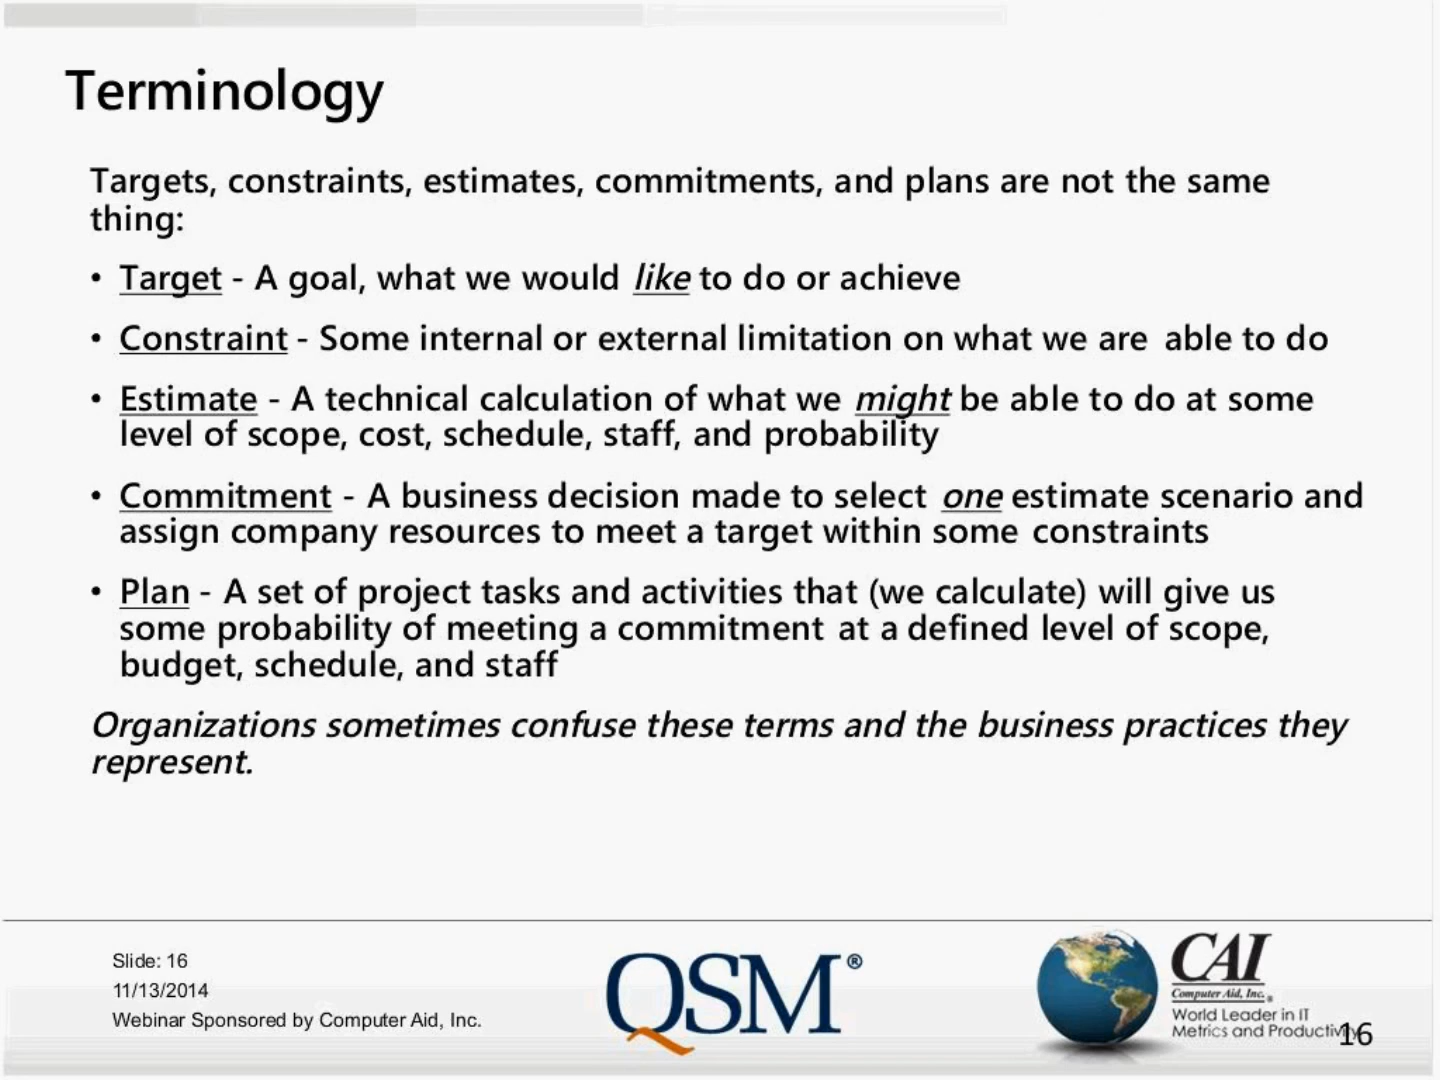 Terminology
Targets, constraints, estimates, commitments, and plans are not the same
thing:
• Target - A goal, what we would like to do or achieve
• Constraint - Some internal or external limitation on what we are able to do
• Estimate - A technical calculation of what we might be able to do at some
level of scope, cost, schedule, staff, and probability
• Commitment - A business decision made to select one estimate scenario and
assign company resources to meet a target within some constraints
• Plan - A set of project tasks and activities that (we calculate) will give us
some probability of meeting a commitment at a defined level of scope,
budget, schedule, and staff
Organizations sometimes confuse these terms and the business practices they
represent.
Slide: 16
11/13/2014
Webinar Sponsored by Computer Aid, Inc.
QSM®
CAI
Computer Aid, Inc.®
World Leader in IT
Metrics and Productivity
16